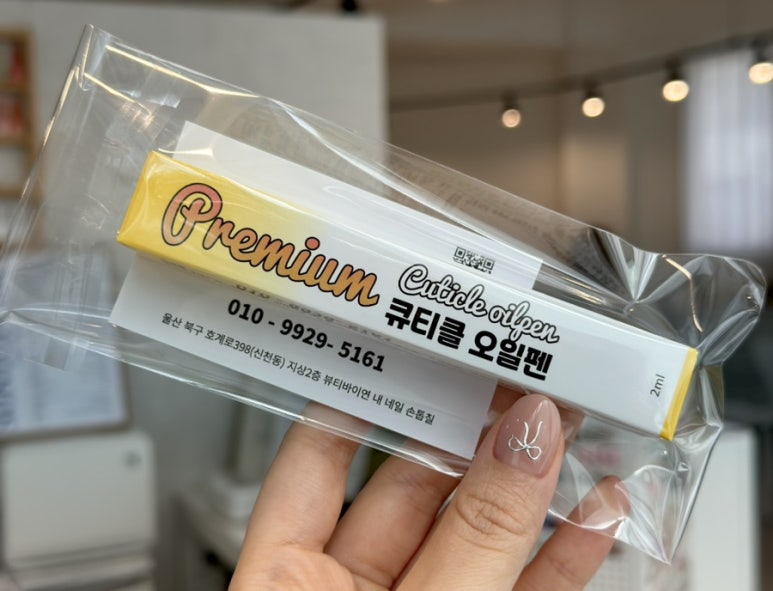 Premium
Cuticle oilpen
큐티클 오일펜
2ml
010 - 9929- 5161
울산 북구 호계로398(신천동) 지상2층 뷰티바이연 내 네일 손톱칠